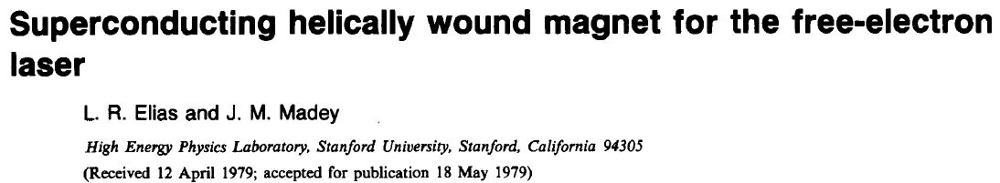 Superconducting helically wound magnet for the free-electron
laser
L. R. Elias and J. M. Madey
High Energy Physics Laboratory, Stanford University, Stanford, California 94305
(Received 12 April 1979; accepted for publication 18 May 1979)